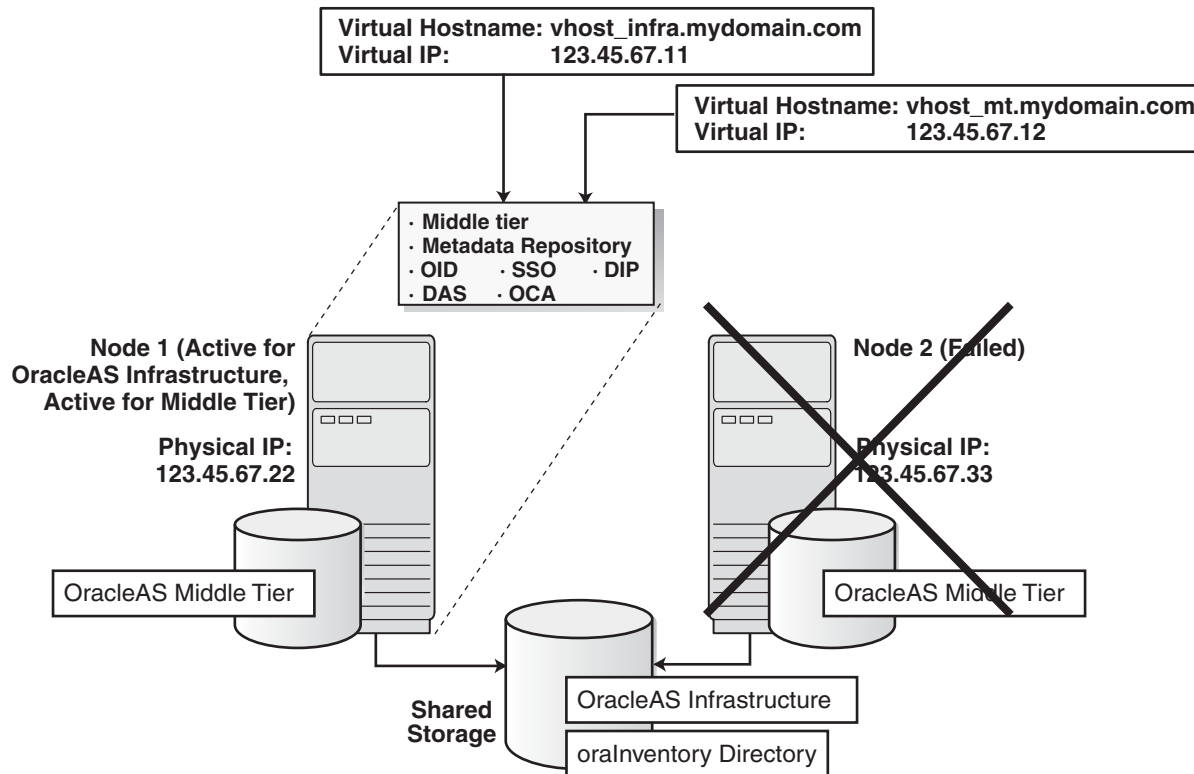 Virtual Hostname: vhost_infra.mydomain.com
Virtual IP: 123.45.67.11
Virtual Hostname: vhost_mt.mydomain.com
Virtual IP: 123.45.67.12
· Middle tier
· Metadata Repository
· OID · SSO · DIP
· DAS · OCA
Node 1 (Active for
OracleAS Infrastructure,
Active for Middle Tier)
Physical IP:
123.45.67.22
OracleAS Middle Tier
Node 2 (Failed)
Physical IP:
123.45.67.33
OracleAS Middle Tier
Shared
Storage
OracleAS Infrastructure
oraInventory Directory